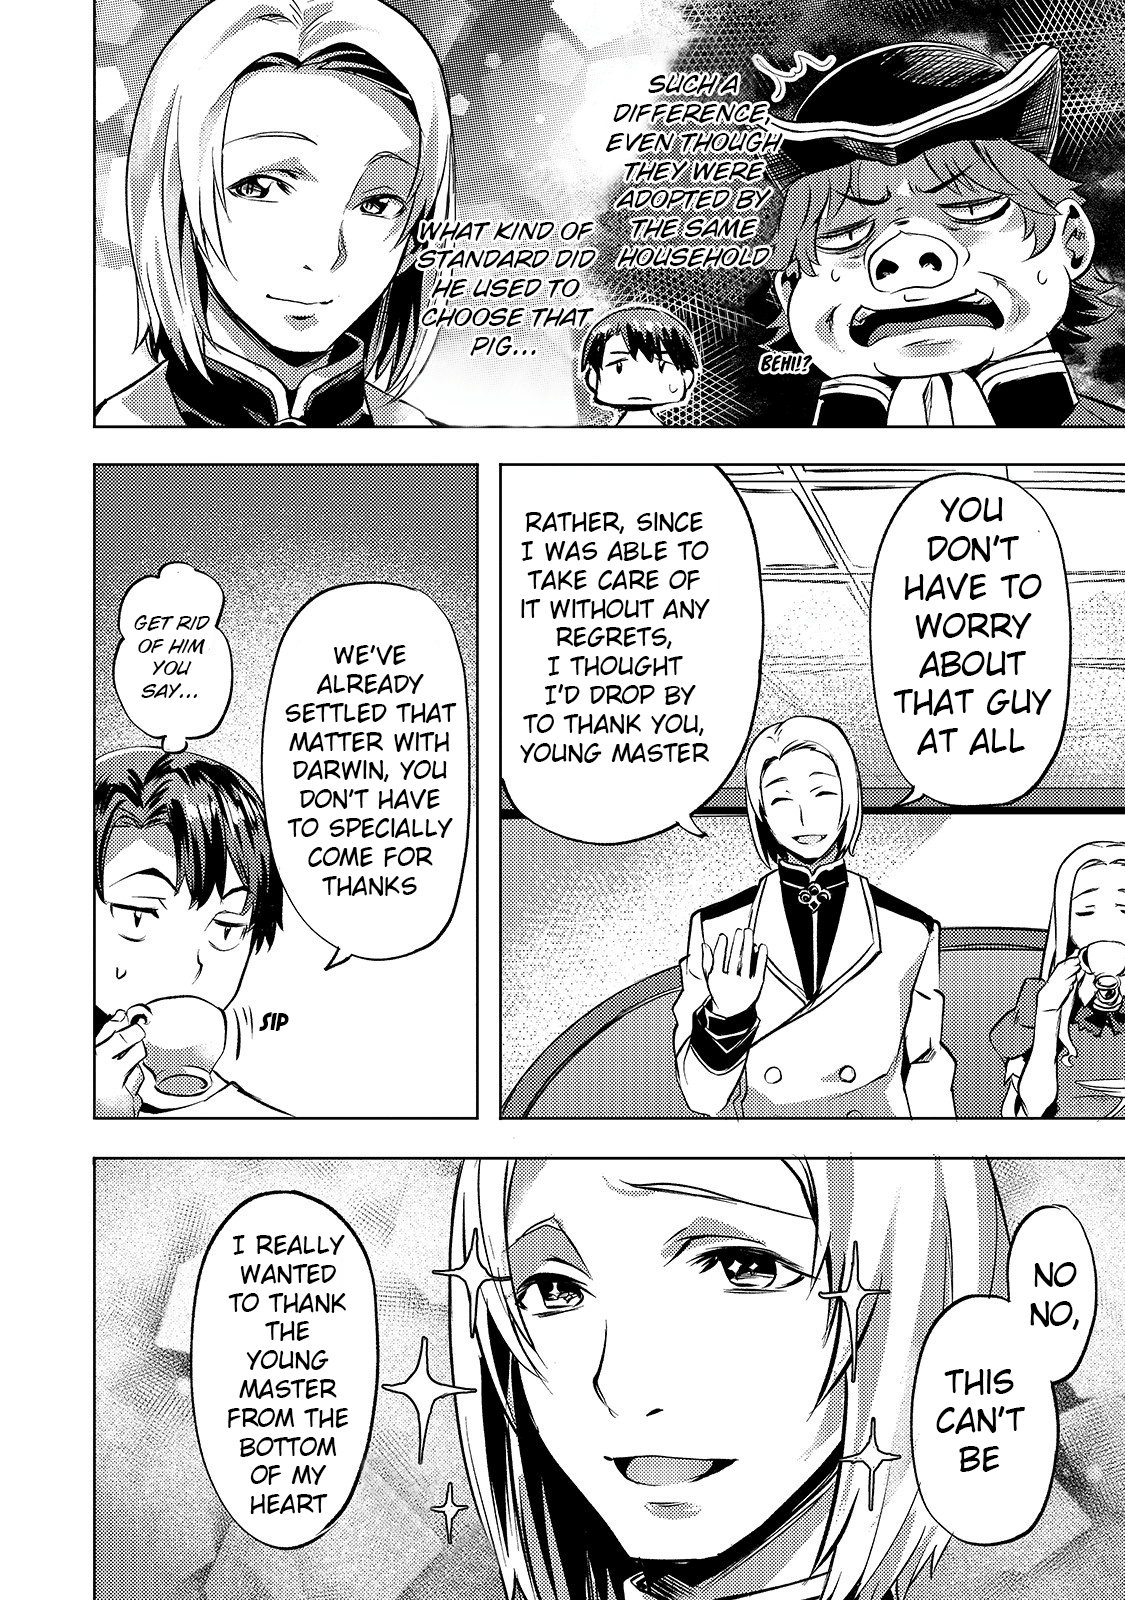 SUCH A
DIFFERENCE,
EVEN THOUGH
THEY WERE
ADOPTED BY
THE SAME
HOUSEHOLD
BEH!!?
WHAT KIND OF
STANDARD DID
HE USED TO
CHOOSE THAT
PIG...
YOU
DON'T
HAVE TO
WORRY
ABOUT
THAT GUY
AT ALL
RATHER, SINCE
I WAS ABLE TO
TAKE CARE OF
IT WITHOUT ANY
REGRETS,
I THOUGHT
I'D DROP BY
TO THANK YOU,
YOUNG MASTER
WE'VE
ALREADY
SETTLED THAT
MATTER WITH
DARWIN, YOU
DON'T HAVE
TO SPECIALLY
COME FOR
THANKS
GET RID
OF HIM
YOU
SAY...
SIP
NO
NO,
THIS
CAN'T
BE
I REALLY
WANTED
TO THANK
THE
YOUNG
MASTER
FROM THE
BOTTOM
OF MY
HEART